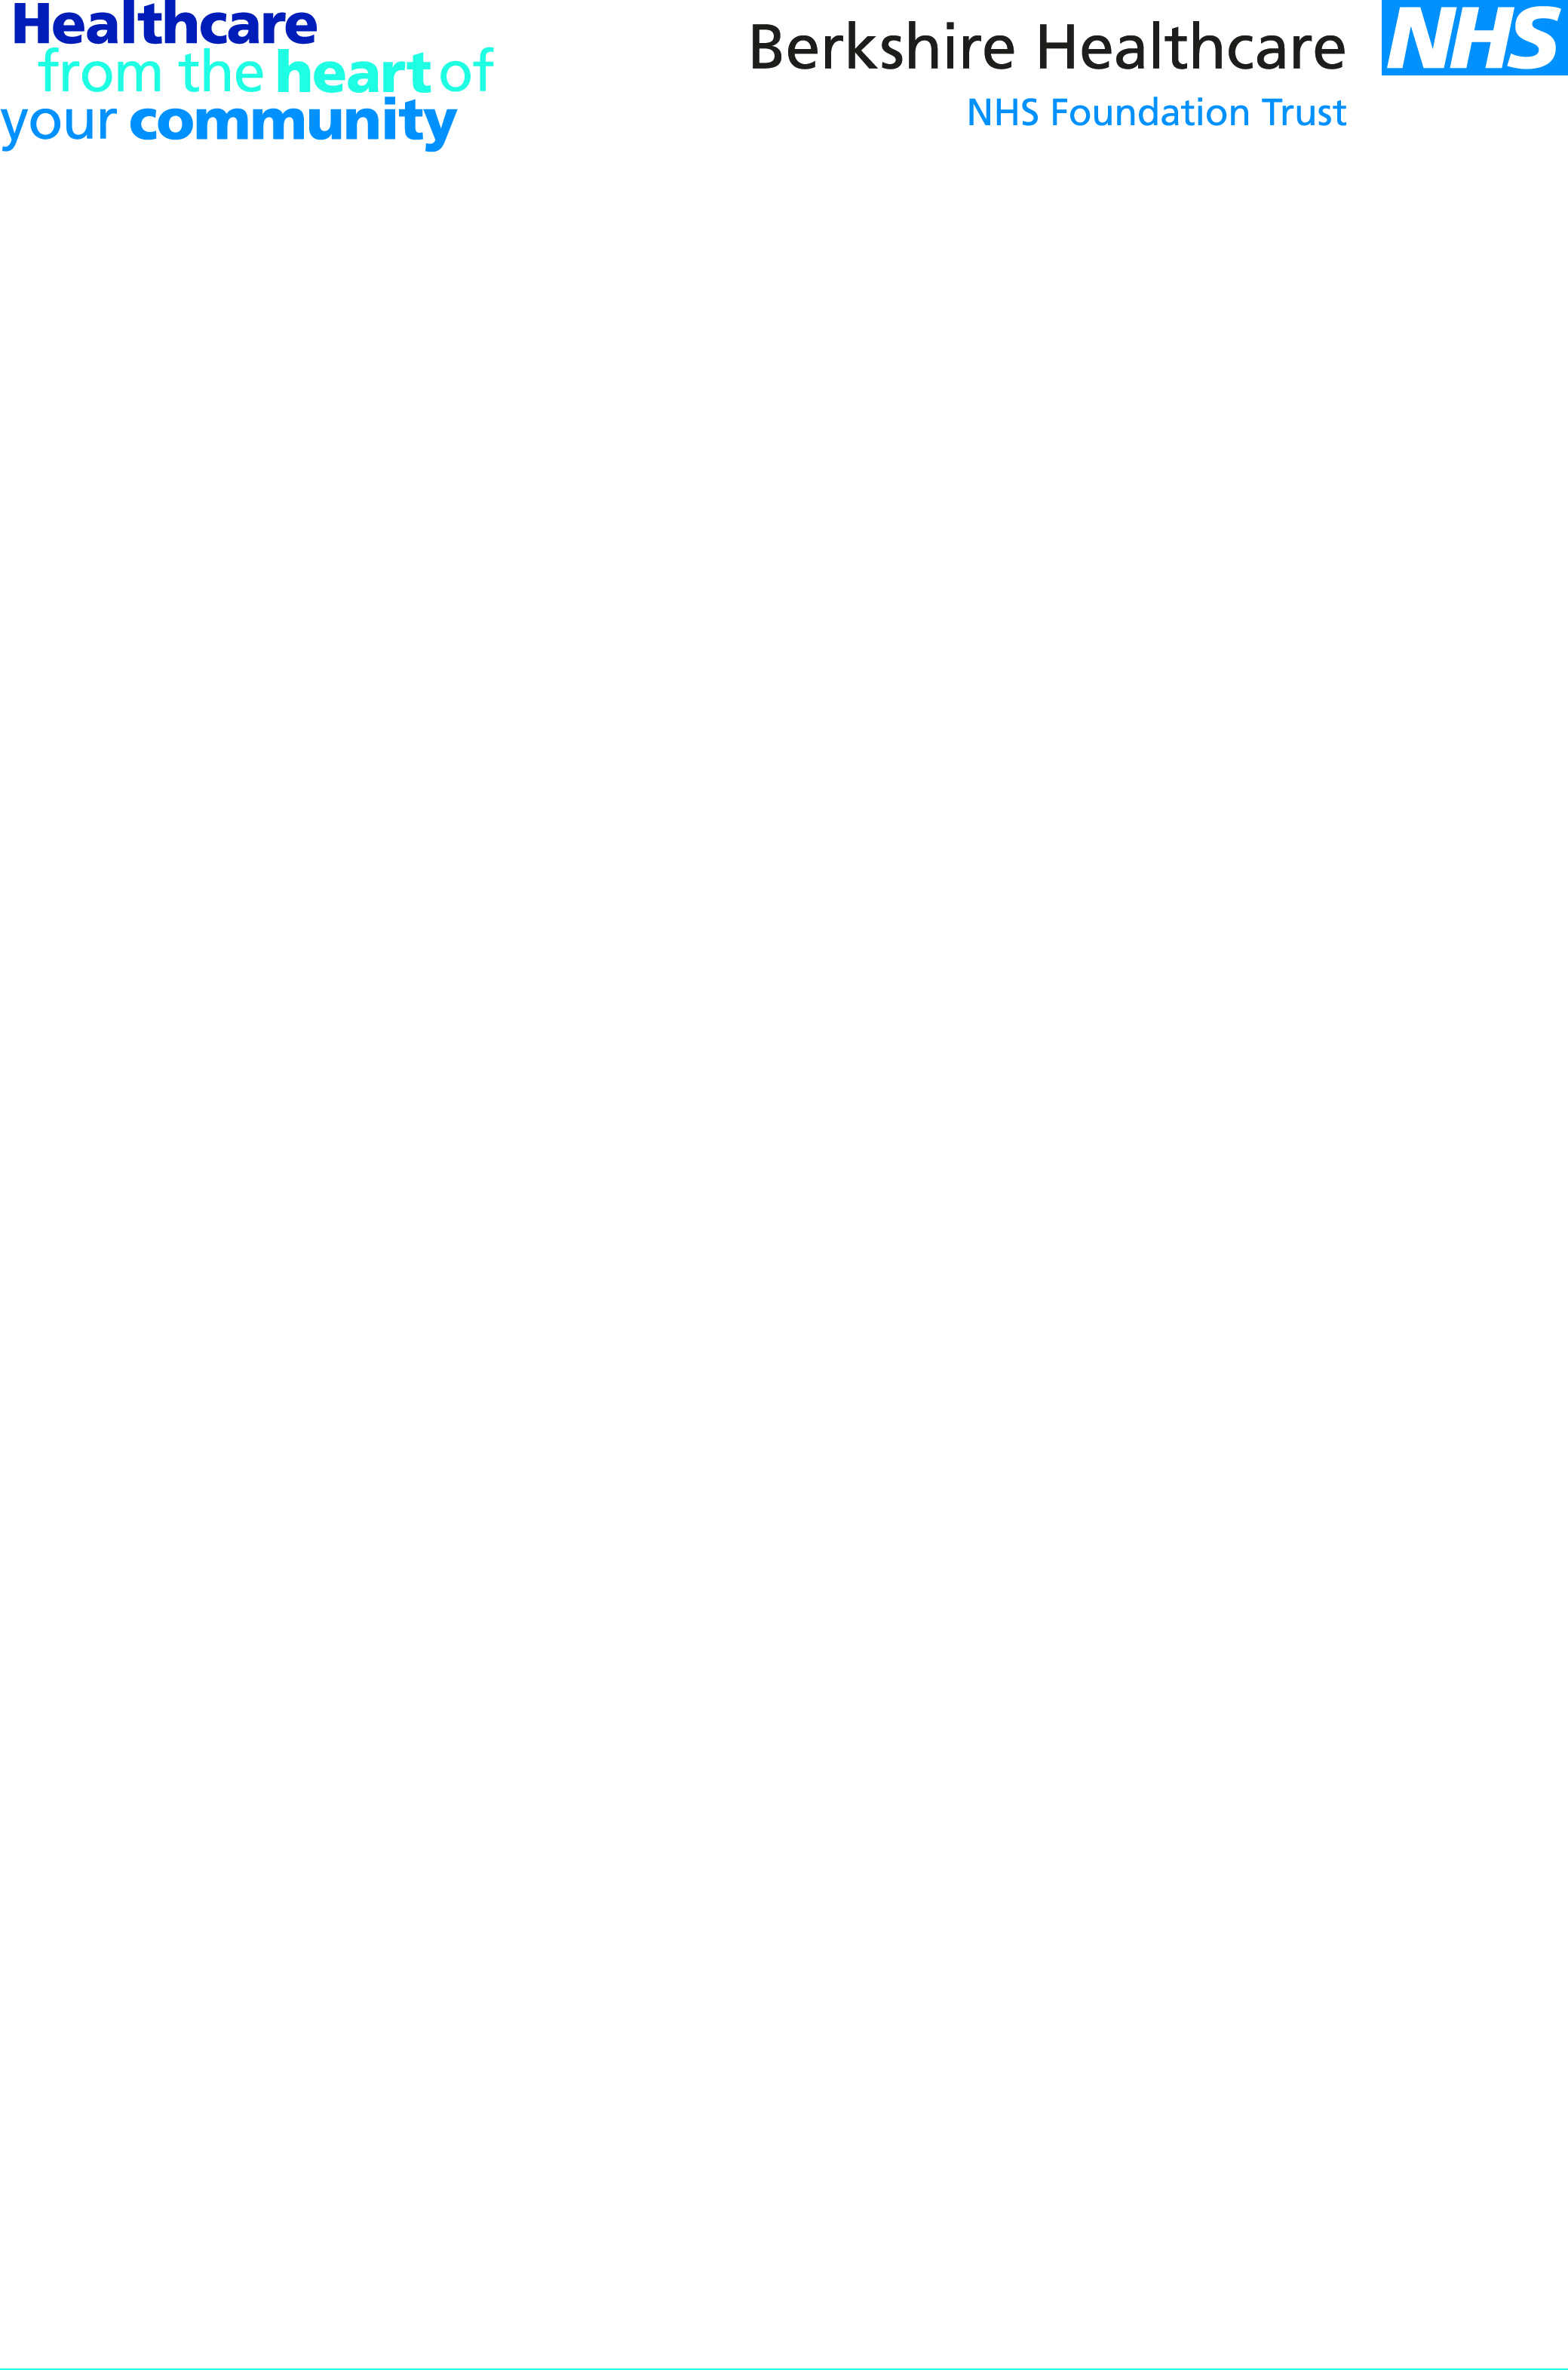 Healthcare
from the heart of
your community
Berkshire Healthcare NHS
NHS Foundation Trust